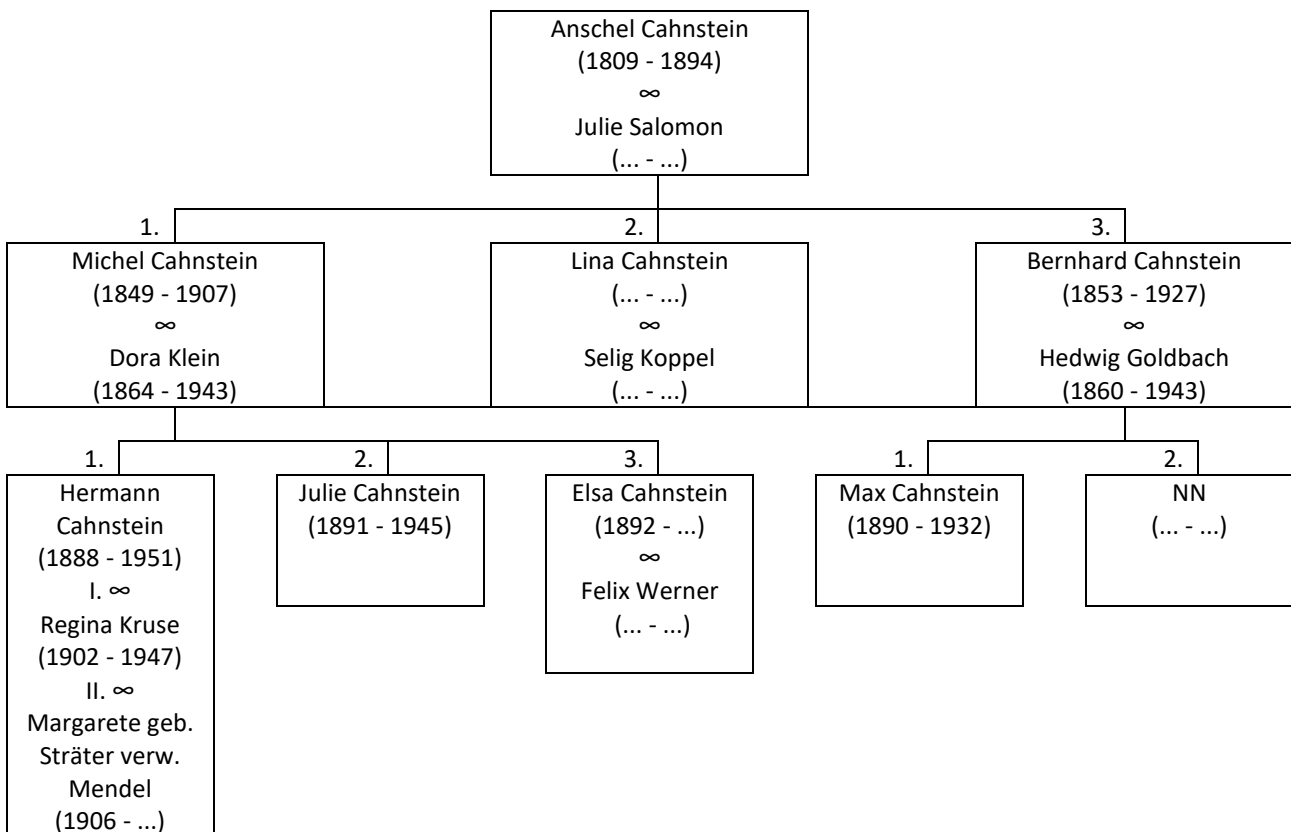 Anschel Cahnstein
(1809 - 1894)
∞
Julie Salomon
(... - ...)
1.
Michel Cahnstein
(1849 - 1907)
∞
Dora Klein
(1864 - 1943)
2.
Lina Cahnstein
(... - ...)
∞
Selig Koppel
(... - ...)
3.
Bernhard Cahnstein
(1853 - 1927)
∞
Hedwig Goldbach
(1860 - 1943)
1.
Hermann
Cahnstein
(1888 - 1951)
I. ∞
Regina Kruse
(1902 - 1947)
II. ∞
Margarete geb.
Sträter verw.
Mendel
(1906 - ...)
2.
Julie Cahnstein
(1891 - 1945)
3.
Elsa Cahnstein
(1892 - ...)
∞
Felix Werner
(... - ...)
1.
Max Cahnstein
(1890 - 1932)
2.
NN
(... - ...)